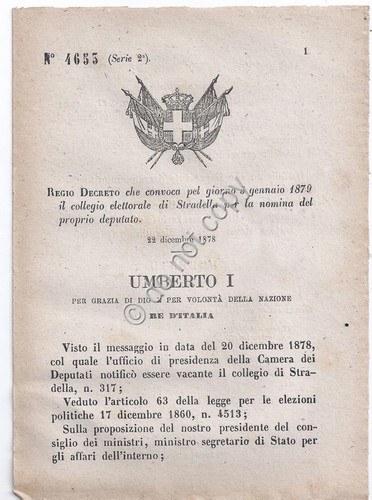 N° 4653 (Serie 2ª).
1
REGIO DECRETO che convoca pel giorno 5 gennaio 1879
il collegio elettorale di Stradella per la nomina del
proprio deputato.
22 dicembre 1878
UMBERTO I
PER GRAZIA DI DIO E PER VOLONTÀ DELLA NAZIONE
RE D'ITALIA
Visto il messaggio in data del 20 dicembre 1878,
col quale l'ufficio di presidenza della Camera dei
Deputati notificò essere vacante il collegio di Stra-
della, n. 317;
Veduto l'articolo 63 della legge per le elezioni
politiche 17 dicembre 1860, n. 4513;
Sulla proposizione del nostro presidente del con-
siglio dei ministri, ministro segretario di Stato per
gli affari dell'interno;
do not copy